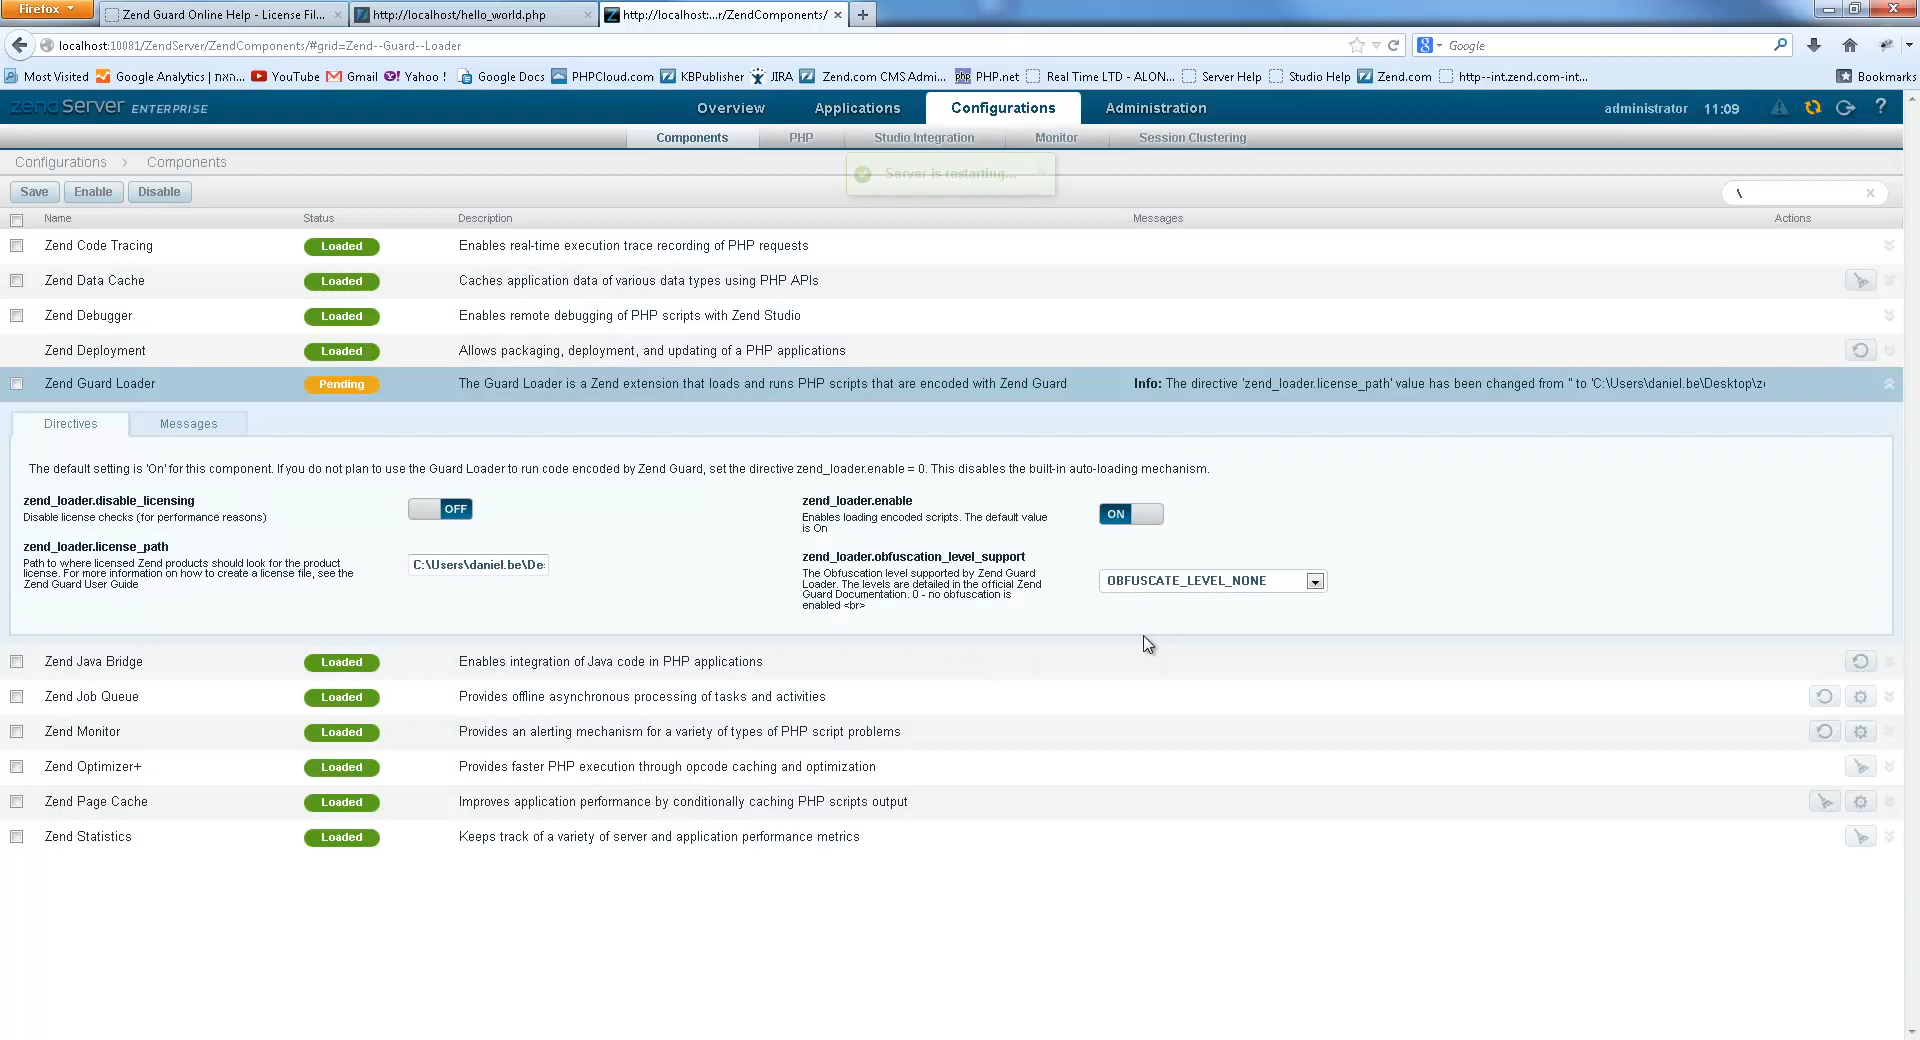 Firefox
Zend Guard Online Help - License Fil...
http://localhost/hello_world.php
http://localhost:...r/ZendComponents/
localhost:10081/ZendServer/ZendComponents/#grid=Zend--Guard--Loader
Google
Most Visited
Google Analytics | האת...
YouTube
Gmail
Yahoo !
Google Docs
PHPCloud.com
KBPublisher
JIRA
Zend.com CMS Admi...
PHP.net
Real Time LTD - ALON...
Server Help
Studio Help
Zend.com
http--int.zend.com-int...
Bookmarks
zend Server ENTERPRISE
Overview
Applications
Configurations
Administration
administrator
11:09
?
Components
PHP
Studio Integration
Monitor
Session Clustering
Configurations > Components
Server is restarting...
Save
Enable
Disable
\
Name Status Description Messages Actions
Zend Code Tracing Loaded Enables real-time execution trace recording of PHP requests
Zend Data Cache Loaded Caches application data of various data types using PHP APIs
Zend Debugger Loaded Enables remote debugging of PHP scripts with Zend Studio
Zend Deployment Loaded Allows packaging, deployment, and updating of a PHP applications
Zend Guard Loader Pending The Guard Loader is a Zend extension that loads and runs PHP scripts that are encoded with Zend Guard Info: The directive 'zend_loader.license_path' value has been changed from '' to 'C:\Users\daniel.be\Desktop\z
Directives
Messages
The default setting is 'On' for this component. If you do not plan to use the Guard Loader to run code encoded by Zend Guard, set the directive zend_loader.enable = 0. This disables the built-in auto-loading mechanism.
zend_loader.disable_licensing
Disable license checks (for performance reasons)
OFF
zend_loader.enable
Enables loading encoded scripts. The default value
is On
ON
zend_loader.license_path
Path to where licensed Zend products should look for the product
license. For more information on how to create a license file, see the
Zend Guard User Guide
C:\Users\daniel.be\De
zend_loader.obfuscation_level_support
The Obfuscation level supported by Zend Guard
Loader. The levels are detailed in the official Zend
Guard Documentation. 0 - no obfuscation is
enabled <br>
OBFUSCATE_LEVEL_NONE
Zend Java Bridge Loaded Enables integration of Java code in PHP applications
Zend Job Queue Loaded Provides offline asynchronous processing of tasks and activities
Zend Monitor Loaded Provides an alerting mechanism for a variety of types of PHP script problems
Zend Optimizer+ Loaded Provides faster PHP execution through opcode caching and optimization
Zend Page Cache Loaded Improves application performance by conditionally caching PHP scripts output
Zend Statistics Loaded Keeps track of a variety of server and application performance metrics